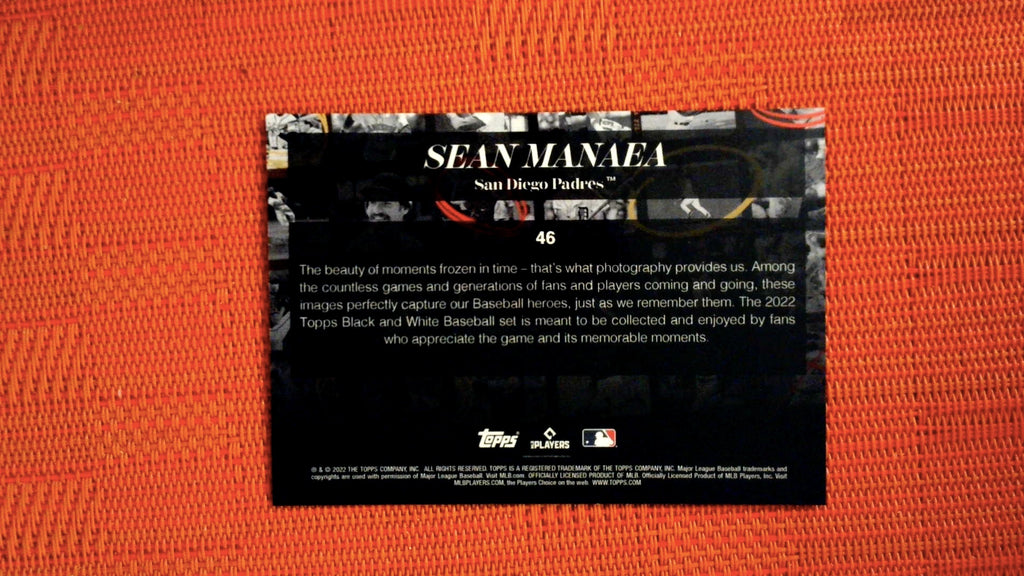 SEAN MANAEA
San Diego Padres™
46
The beauty of moments frozen in time – that's what photography provides us. Among
the countless games and generations of fans and players coming and going, these
images perfectly capture our Baseball heroes, just as we remember them. The 2022
Topps Black and White Baseball set is meant to be collected and enjoyed by fans
who appreciate the game and its memorable moments.
TOPPS® PLAYERS
® & © 2022 THE TOPPS COMPANY, INC. ALL RIGHTS RESERVED. TOPPS IS A REGISTERED TRADEMARK OF THE TOPPS COMPANY, INC. Major League Baseball trademarks and
copyrights are used with permission of Major League Baseball. Visit MLB.com. OFFICIALLY LICENSED PRODUCT OF MLB. Officially Licensed Product of MLB Players, Inc. Visit
MLBPLAYERS.COM, the Players Choice on the web. WWW.TOPPS.COM